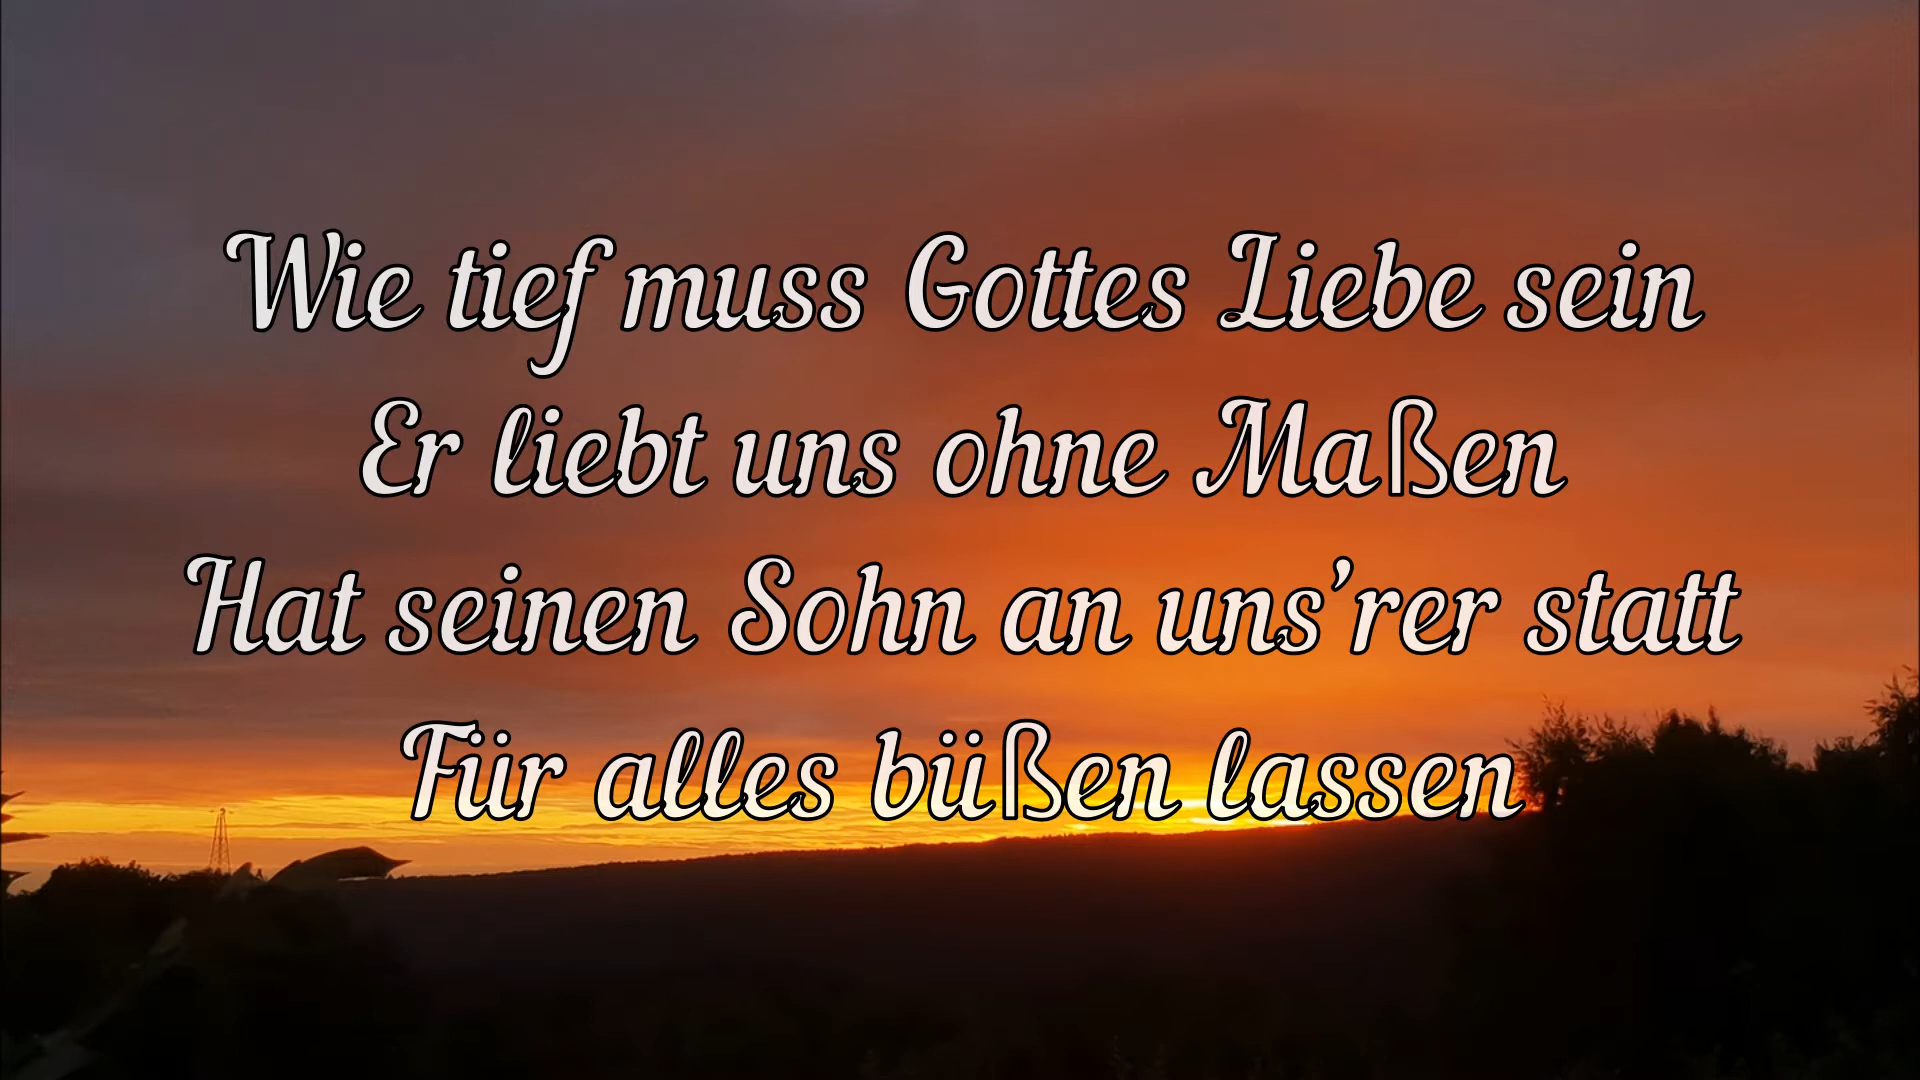 Wie tief muss Gottes Liebe sein
Er liebt uns ohne Maßen
Hat seinen Sohn an uns’rer statt
Für alles büßen lassen